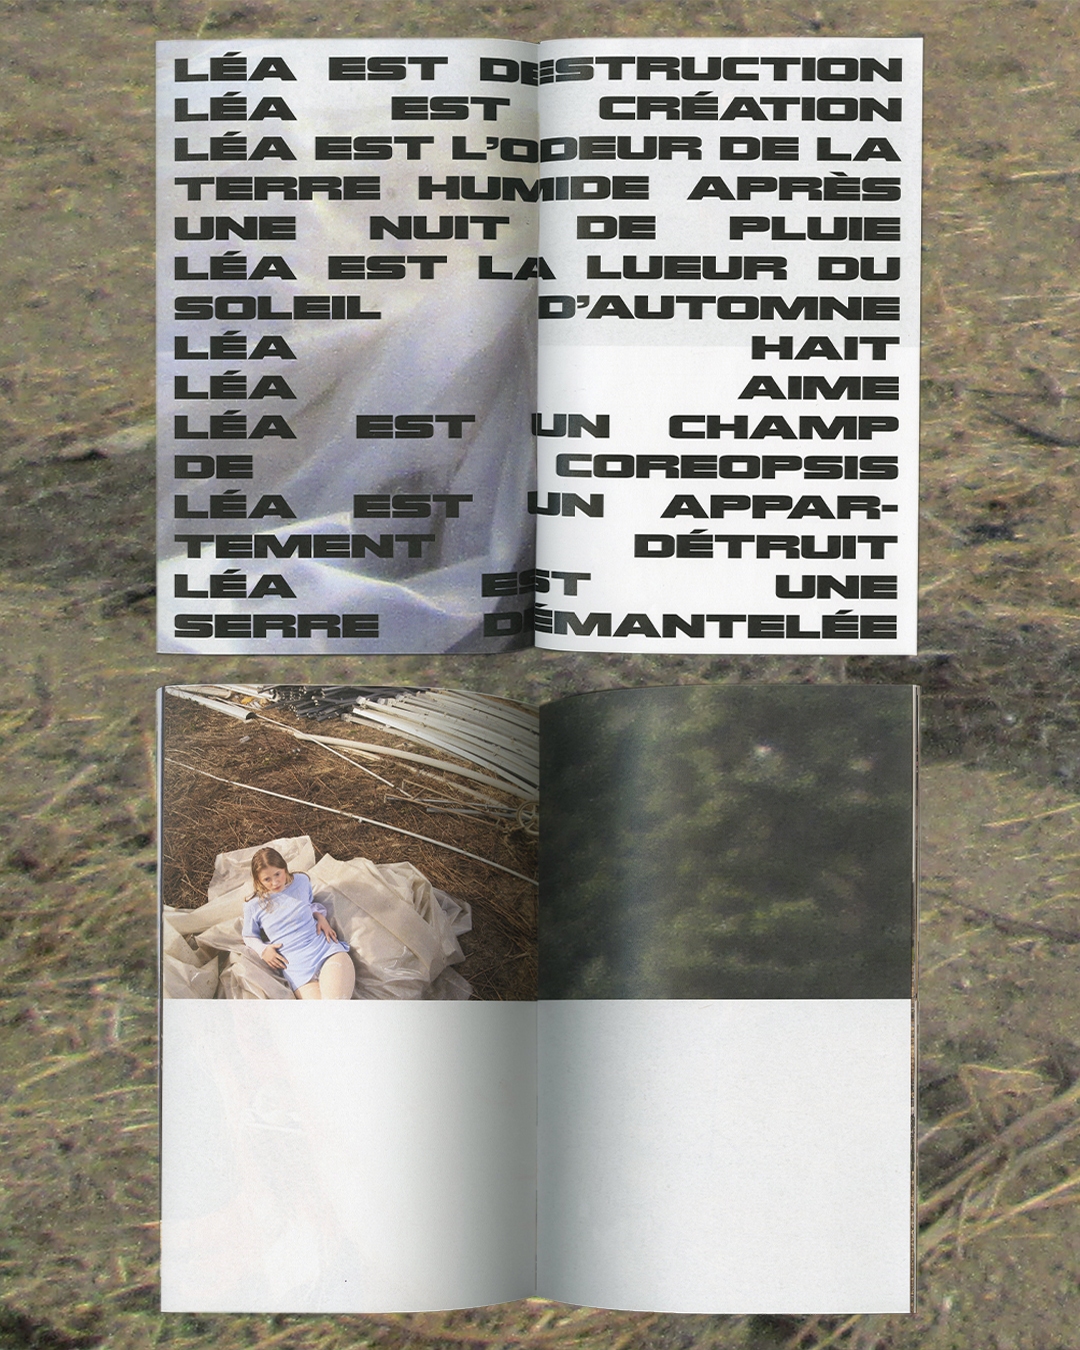 LÉA EST DESTRUCTION
LÉA EST CRÉATION
LÉA EST L’ODEUR DE LA
TERRE HUMIDE APRÈS
UNE NUIT DE PLUIE
LÉA EST LA LUEUR DU
SOLEIL D’AUTOMNE
LÉA HAIT
LÉA AIME
LÉA EST UN CHAMP
DE COREOPSIS
LÉA EST UN APPAR-
TEMENT DÉTRUIT
LÉA EST UNE
SERRE DÉMANTELÉE